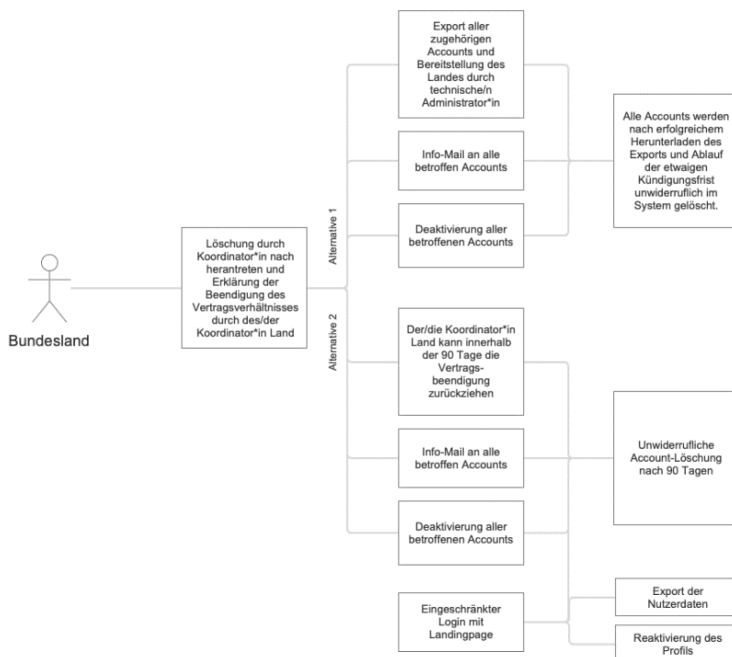 Export aller
zugehörigen
Accounts und
Bereitstellung des
Landes durch
technische/n
Administrator*in
Info-Mail an alle
betroffen Accounts
Deaktivierung aller
betroffenen Accounts
Alle Accounts werden
nach erfolgreichem
Herunterladen des
Exports und Ablauf
der etwaigen
Kündigungsfrist
unwiderruflich im
System gelöscht.
Alternative 1
Bundesland
Löschung durch
Koordinator*in nach
herantreten und
Erklärung der
Beendigung des
Vertragsverhältnisses
durch des/der
Koordinator*in Land
Alternative 2
Der/die Koordinator*in
Land kann innerhalb
der 90 Tage die
Vertrags-
beendigung
zurückziehen
Info-Mail an alle
betroffen Accounts
Deaktivierung aller
betroffenen Accounts
Unwiderrufliche
Account-Löschung
nach 90 Tagen
Eingeschränkter
Login mit
Landingpage
Export der
Nutzerdaten
Reaktivierung des
Profils